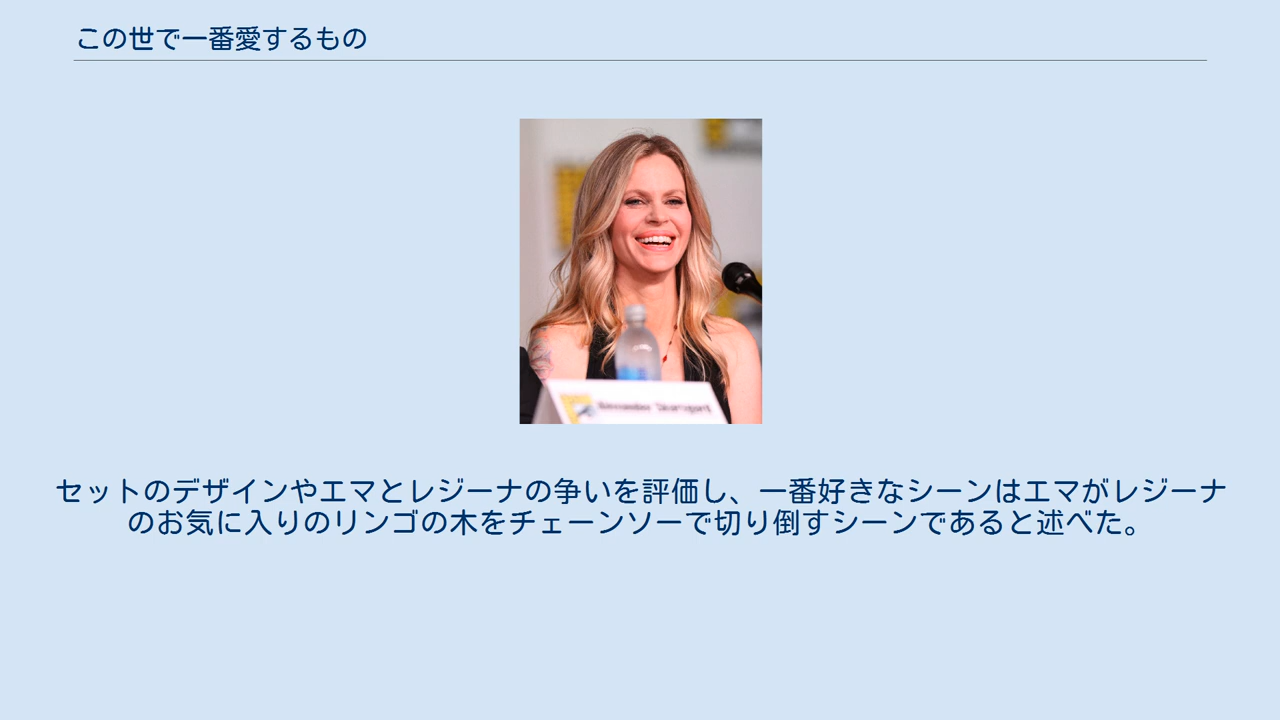 この世で一番愛するもの
Alexander Skarsgard
セットのデザインやエマとレジーナの争いを評価し、一番好きなシーンはエマがレジーナ
のお気に入りのリンゴの木をチェーンソーで切り倒すシーンであると述べた。